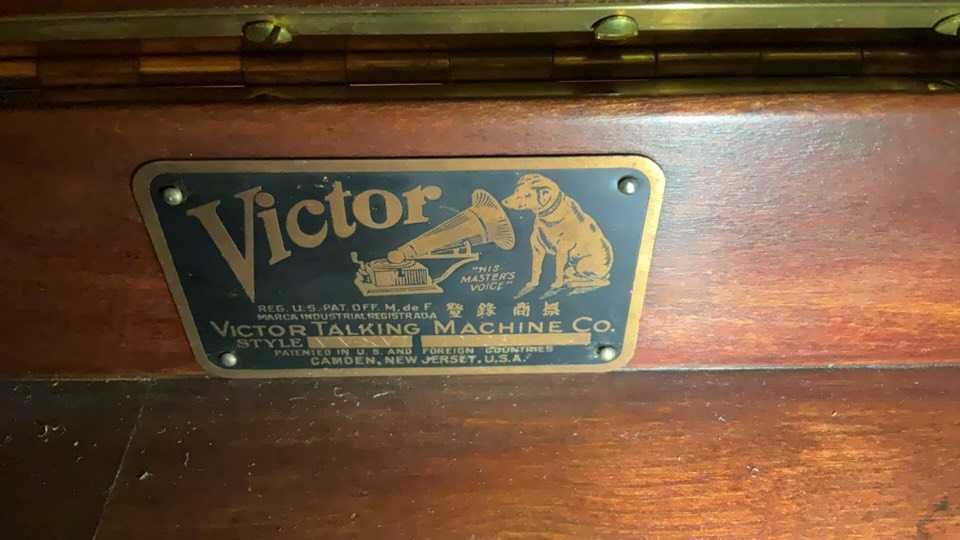 Victor
"HIS
MASTER'S
VOICE"
REG. U.S. PAT. OFF. M. de F.
MARCA INDUSTRIAL REGISTRADA
標商錄登
VICTOR TALKING MACHINE CO.
STYLE
PATENTED IN U.S. AND FOREIGN COUNTRIES
CAMDEN, NEW JERSEY, U.S.A.